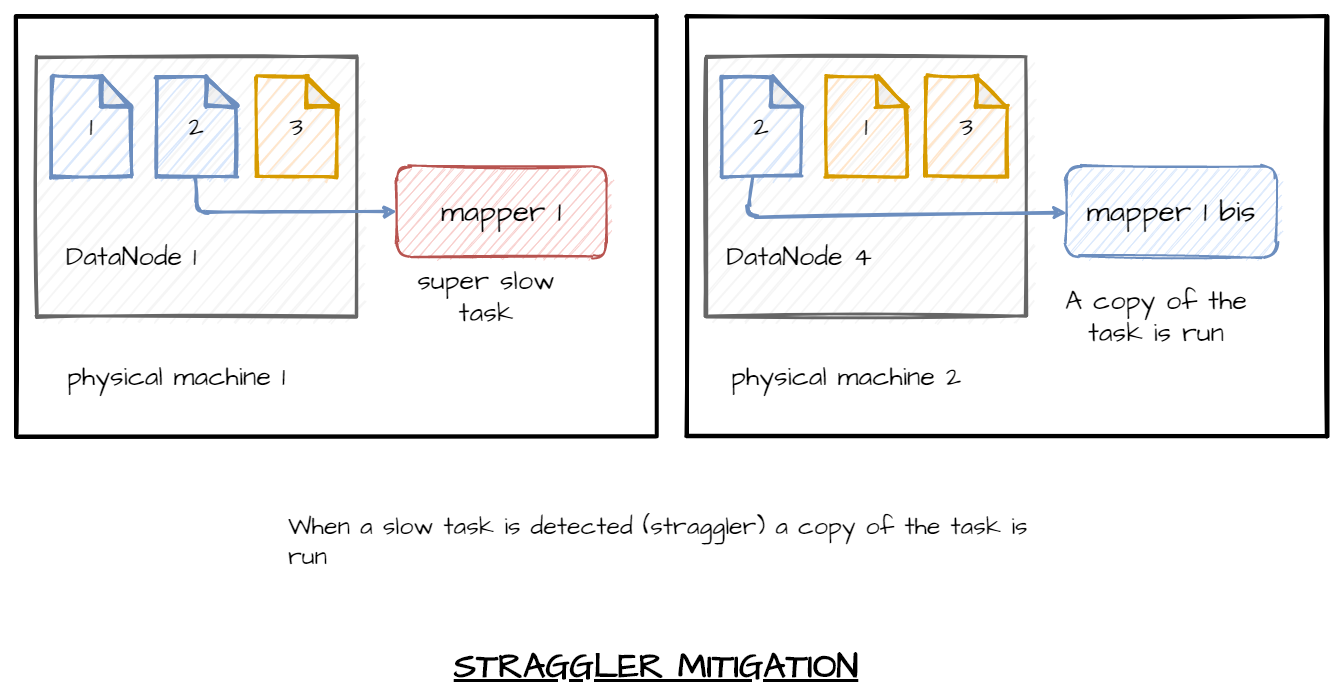 1
2
3
mapper 1
DataNode 1
super slow
task
physical machine 1
2
1
3
mapper 1 bis
DataNode 4
A copy of the
task is run
physical machine 2
When a slow task is detected (straggler) a copy of the task is
run
STRAGGLER MITIGATION